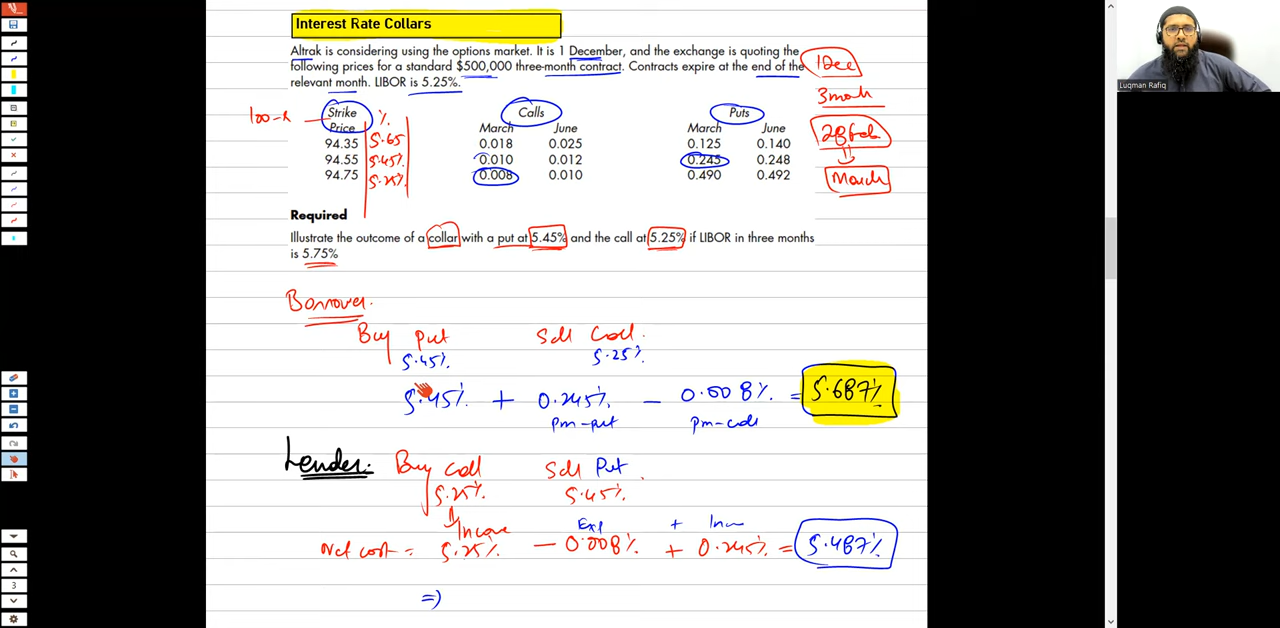 Interest Rate Collars
Altrak is considering using the options market. It is 1 December, and the exchange is quoting the
following prices for a standard $500,000 three-month contract. Contracts expire at the end of the
relevant month. LIBOR is 5.25%.
1 Dec
3 month
28 Feb
March
100-
Strike % Calls Puts
Price March June March June
94.35 5.65 0.018 0.025 0.125 0.140
94.55 5.45% 0.010 0.012 0.245 0.248
94.75 5.25% 0.008 0.010 0.490 0.492
Required
Illustrate the outcome of a collar with a put at 5.45% and the call at 5.25% if LIBOR in three months
is 5.75%
Borrower.
Buy Put Sell Call.
5.45% 5.25%
5.45% + 0.245% − 0.008% = 5.687%
pm-put pm-call
Lender: Buy Call Sell Put
5.25% 5.45%
Income Exp + Inc
Net cost = 5.25% − 0.008% + 0.245% = 5.487%
=)
Luqman Rafiq
3